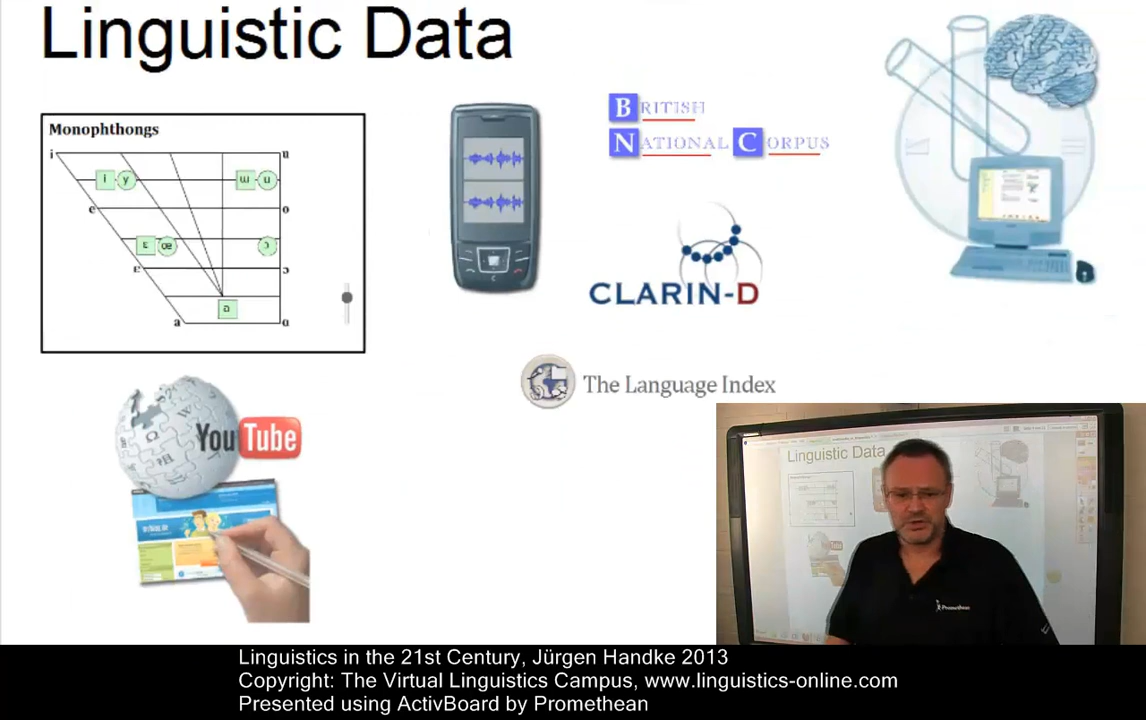 Linguistic Data
Monophthongs
i
u
i y
ɯ u
e
o
ɛ œ
ɔ
ɛ
ɔ
a
a
ɑ
BRITISH
NATIONAL CORPUS
CLARIN-D
The Language Index
W
YouTube
Linguistic Data
Promethean
Linguistics in the 21st Century, Jürgen Handke 2013
Copyright: The Virtual Linguistics Campus, www.linguistics-online.com
Presented using ActivBoard by Promethean